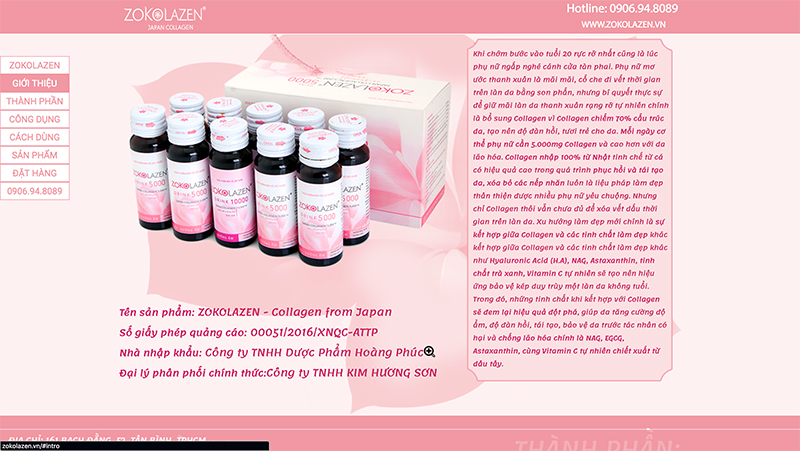 ZOKOLAZEN®
JAPAN COLLAGEN
Hotline: 0906.94.8089
WWW.ZOKOLAZEN.VN
ZOKOLAZEN
GIỚI THIỆU
THÀNH PHẦN
CÔNG DỤNG
CÁCH DÙNG
SẢN PHẨM
ĐẶT HÀNG
0906.94.8089
ZOKOLAZEN
DRINK 5000
ZOKOLAZEN
DRINK 5000
ZOKOLAZEN
DRINK 10000
ZOKOLAZEN
DRINK 5000
ZOKOLAZEN
DRINK 5000
Tên sản phẩm: ZOKOLAZEN - Collagen from Japan
Số giấy phép quảng cáo: 00051/2016/XNQC-ATTP
Nhà nhập khẩu: Công ty TNHH Dược Phẩm Hoàng Phúc
Đại lý phân phối chính thức:Công ty TNHH KIM HƯƠNG SƠN
Khi chớm bước vào tuổi 20 rực rỡ nhất cũng là lúc
phụ nữ ngấp nghé cánh cửa tàn phai. Phụ nữ mơ
ước thanh xuân là mãi mãi, cố che đi vết thời gian
trên làn da bằng son phấn, nhưng bí quyết thực sự
để giữ mãi làn da thanh xuân rạng rỡ tự nhiên chính
là bổ sung Collagen vì Collagen chiếm 70% cấu trúc
da, tạo nên độ đàn hồi, tươi trẻ cho da. Mỗi ngày cơ
thể phụ nữ cần 5.000mg Collagen và cao hơn với da
lão hóa. Collagen nhập 100% từ Nhật tinh chế từ cá
có hiệu quả cao trong quá trình phục hồi và tái tạo
da, xóa bỏ các nếp nhăn luôn là liệu pháp làm đẹp
thân thiện được nhiều phụ nữ yêu chuộng. Nhưng
chỉ Collagen thôi vẫn chưa đủ để xóa vết dấu thời
gian trên làn da. Xu hướng làm đẹp mới chính là sự
kết hợp giữa Collagen và các tinh chất làm đẹp khác
kết hợp giữa Collagen và các tinh chất làm đẹp khác
như Hyaluronic Acid (H.A), NAG, Astaxanthin, tinh
chất trà xanh, Vitamin C tự nhiên sẽ tạo nên hiệu
ứng bảo vệ kép duy trùy một làn da không tuổi.
Trong đó, những tinh chất khi kết hợp với Collagen
sẽ đem lại hiệu quả đột phá, giúp da tăng cường độ
ẩm, độ đàn hồi, tái tạo, bảo vệ da trước tác nhân có
hại và chống lão hóa chính là NAG, EGCG,
Astaxanthin, cùng Vitamin C tự nhiên chiết xuất từ
dâu tây.
THÀNH PHẦN:
zokolazen.vn/#intro